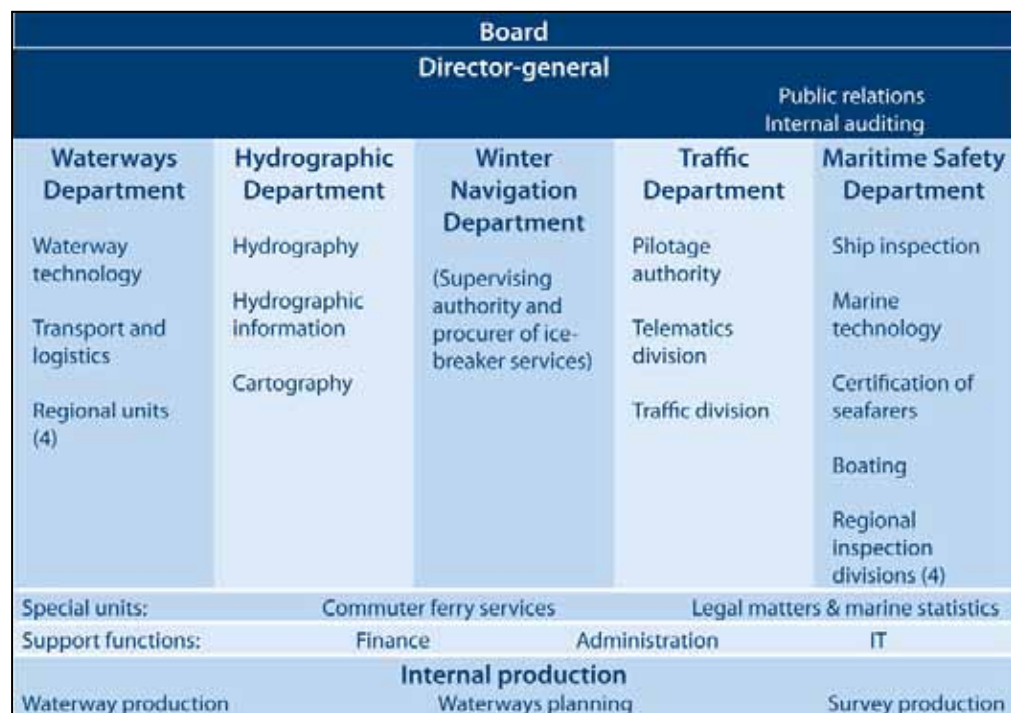 Board
Director-general
Public relations
Internal auditing
Waterways
Department
Waterway
technology
Transport and
logistics
Regional units
(4)
Hydrographic
Department
Hydrography
Hydrographic
information
Cartography
Winter
Navigation
Department
(Supervising
authority and
procurer of ice-
breaker services)
Traffic
Department
Pilotage
authority
Telematics
division
Traffic division
Maritime Safety
Department
Ship inspection
Marine
technology
Certification of
seafarers
Boating
Regional
inspection
divisions (4)
Special units: Commuter ferry services Legal matters & marine statistics
Support functions: Finance Administration IT
Internal production
Waterway production Waterways planning Survey production